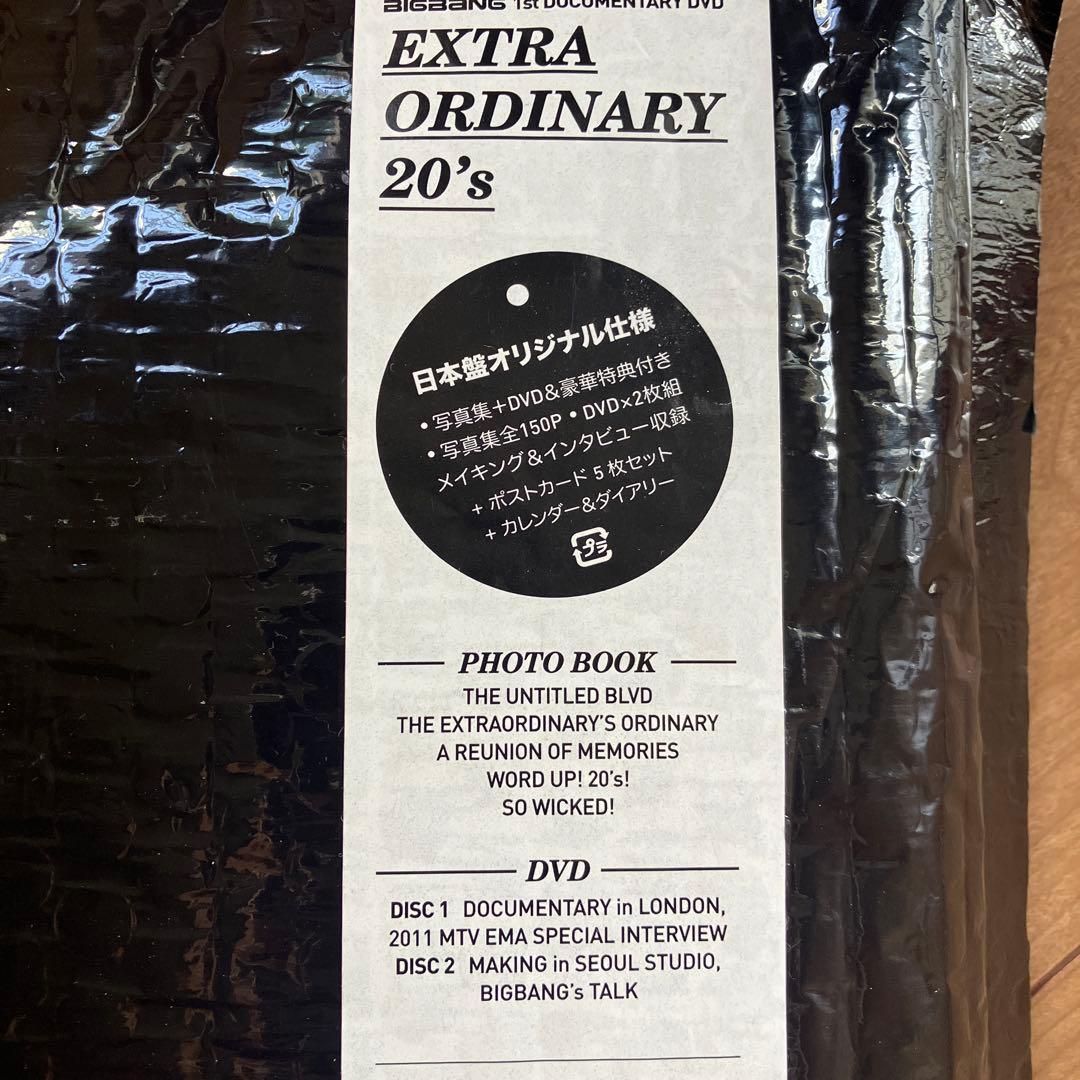 BIGBANG 1st DOCUMENTARY DVD
EXTRA
ORDINARY
20's
日本盤オリジナル仕様
・写真集+DVD&豪華特典付き
・写真集全150P・DVD×2枚組
メイキング&インタビュー収録
+ ポストカード 5枚セット
+ カレンダー&ダイアリー
プラ
PHOTO BOOK
THE UNTITLED BLVD
THE EXTRAORDINARY'S ORDINARY
A REUNION OF MEMORIES
WORD UP! 20's!
SO WICKED!
DVD
DISC 1 DOCUMENTARY in LONDON,
2011 MTV EMA SPECIAL INTERVIEW
DISC 2 MAKING in SEOUL STUDIO,
BIGBANG's TALK